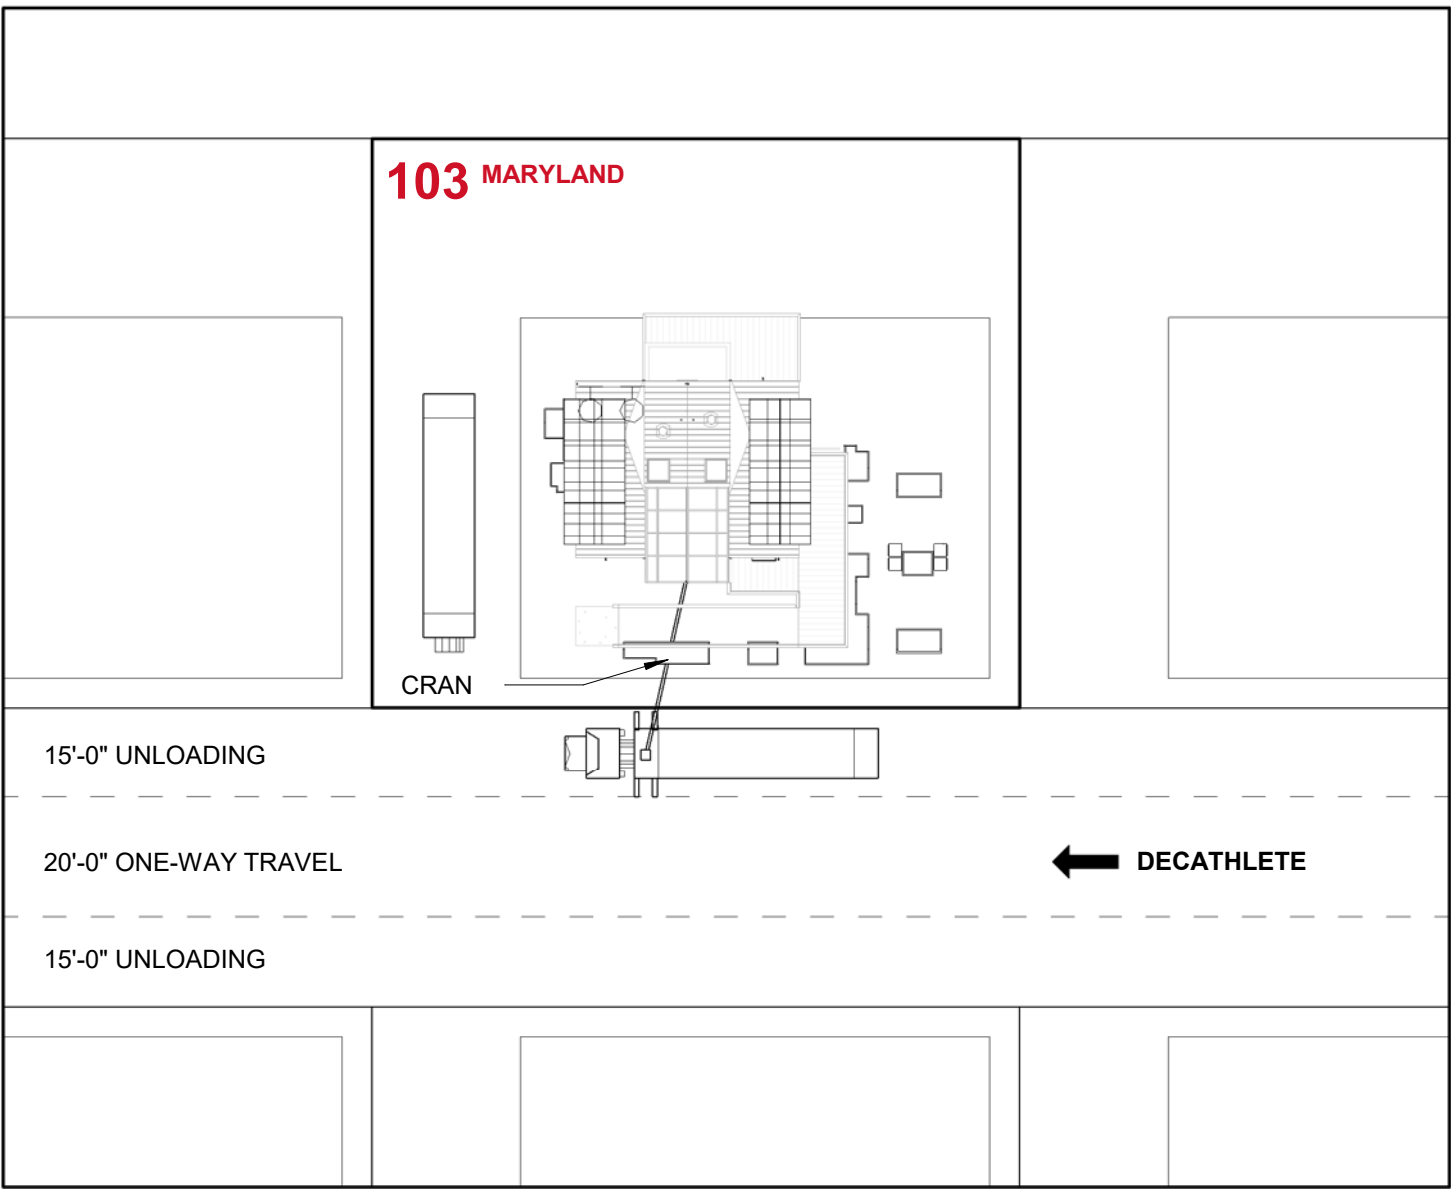 103 MARYLAND
CRAN
15'-0" UNLOADING
20'-0" ONE-WAY TRAVEL
DECATHLETE
15'-0" UNLOADING